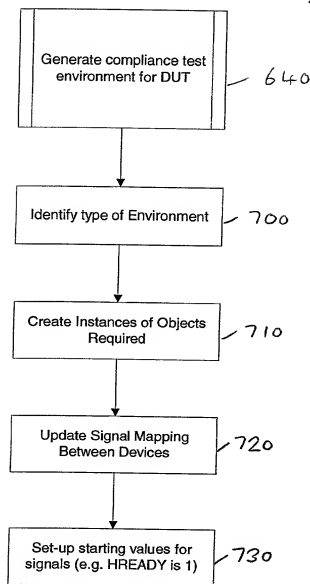 Generate compliance test
environment for DUT
640
Identify type of Environment
700
Create Instances of Objects
Required
710
Update Signal Mapping
Between Devices
720
Set-up starting values for
signals (e.g. HREADY is 1)
730